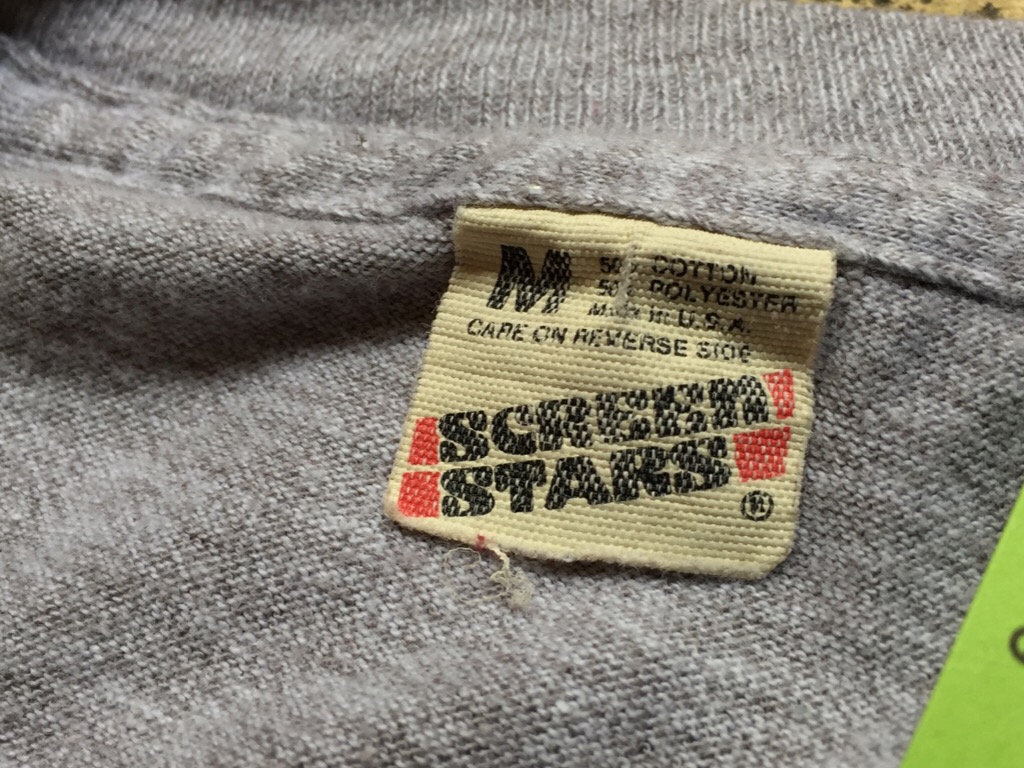 M
50% COTTON
50% POLYESTER
MADE IN U.S.A.
CARE ON REVERSE SIDE
SCREEN
STARS
®